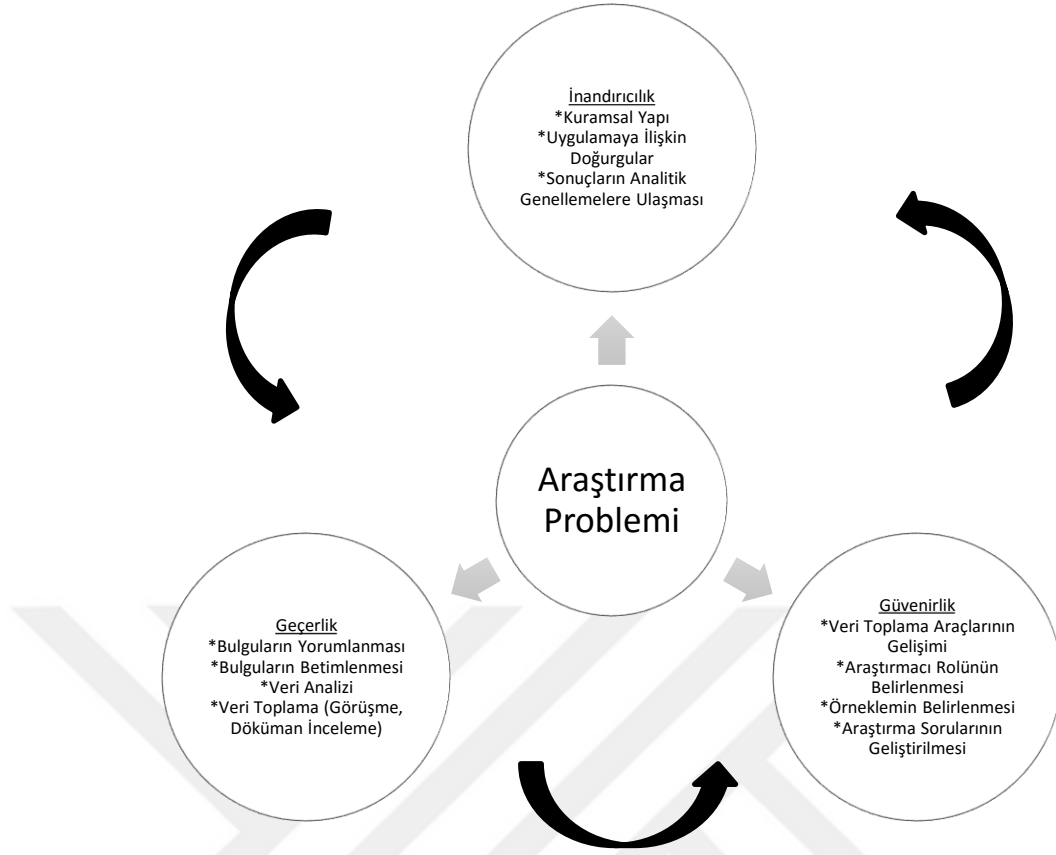 İnandırıcılık
*Kuramsal Yapı
*Uygulamaya İlişkin
Doğurgular
*Sonuçların Analitik
Genellemelere Ulaşması
Araştırma
Problemi
Geçerlik
*Bulguların Yorumlanması
*Bulguların Betimlenmesi
*Veri Analizi
*Veri Toplama (Görüşme,
Döküman İnceleme)
Güvenirlik
*Veri Toplama Araçlarının
Gelişimi
*Araştırmacı Rolünün
Belirlenmesi
*Örneklemin Belirlenmesi
*Araştırma Sorularının
Geliştirilmesi